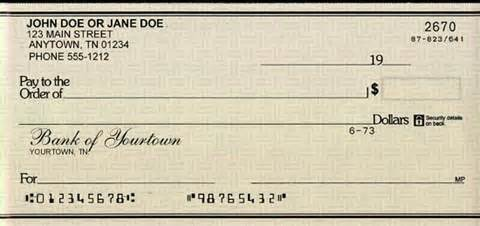 JOHN DOE OR JANE DOE
123 MAIN STREET
ANYTOWN, TN 01234
PHONE 555-1212
2670
87-823/641
19
Pay to the
Order of
$
Dollars
Security details
on back.
6-73
Bank of Yourtown
YOURTOWN, TN
For
MP
⑆012345678⑆ ⑈98765432⑈